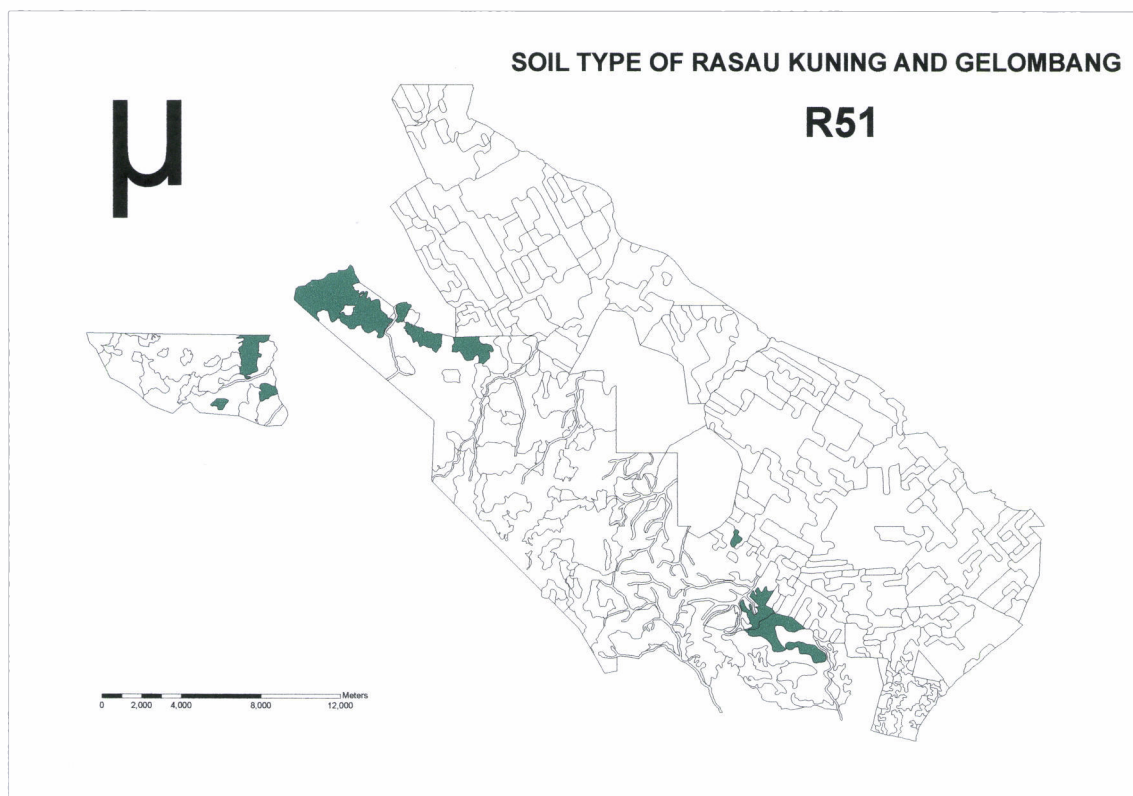 SOIL TYPE OF RASAU KUNING AND GELOMBANG
R51
µ
Meters
0 2,000 4,000 8,000 12,000